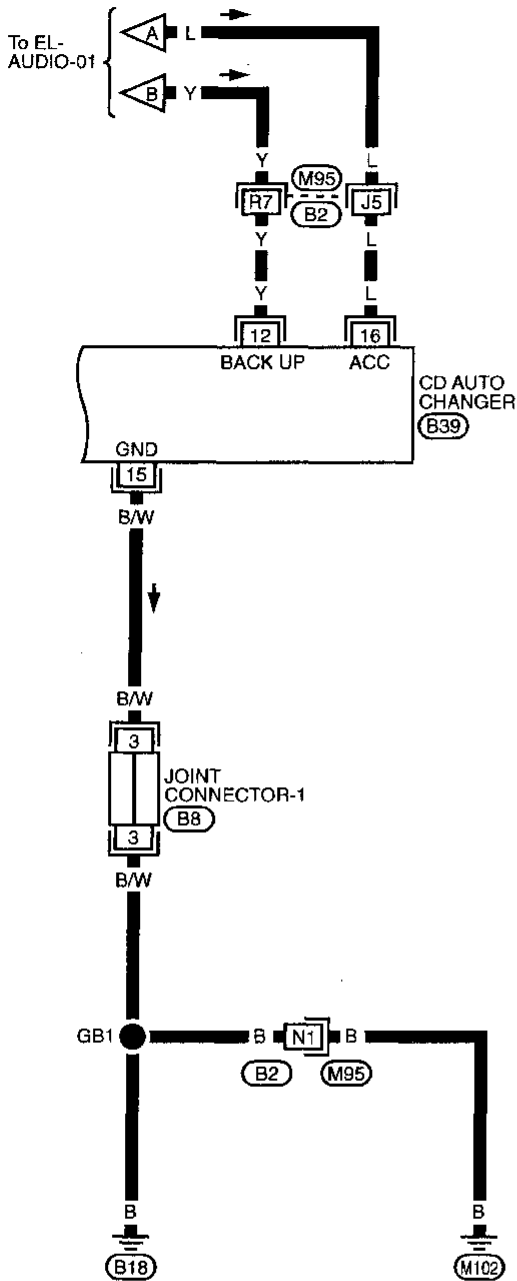 To EL-
AUDIO-01
A L
B Y
Y L
M95
R7 J5
B2
Y L
Y L
12 16
BACK UP ACC
CD AUTO
CHANGER
B39
GND
15
B/W
B/W
3
JOINT
CONNECTOR-1
B8
3
B/W
GB1 B N1 B
B2 M95
B B
B18 M102